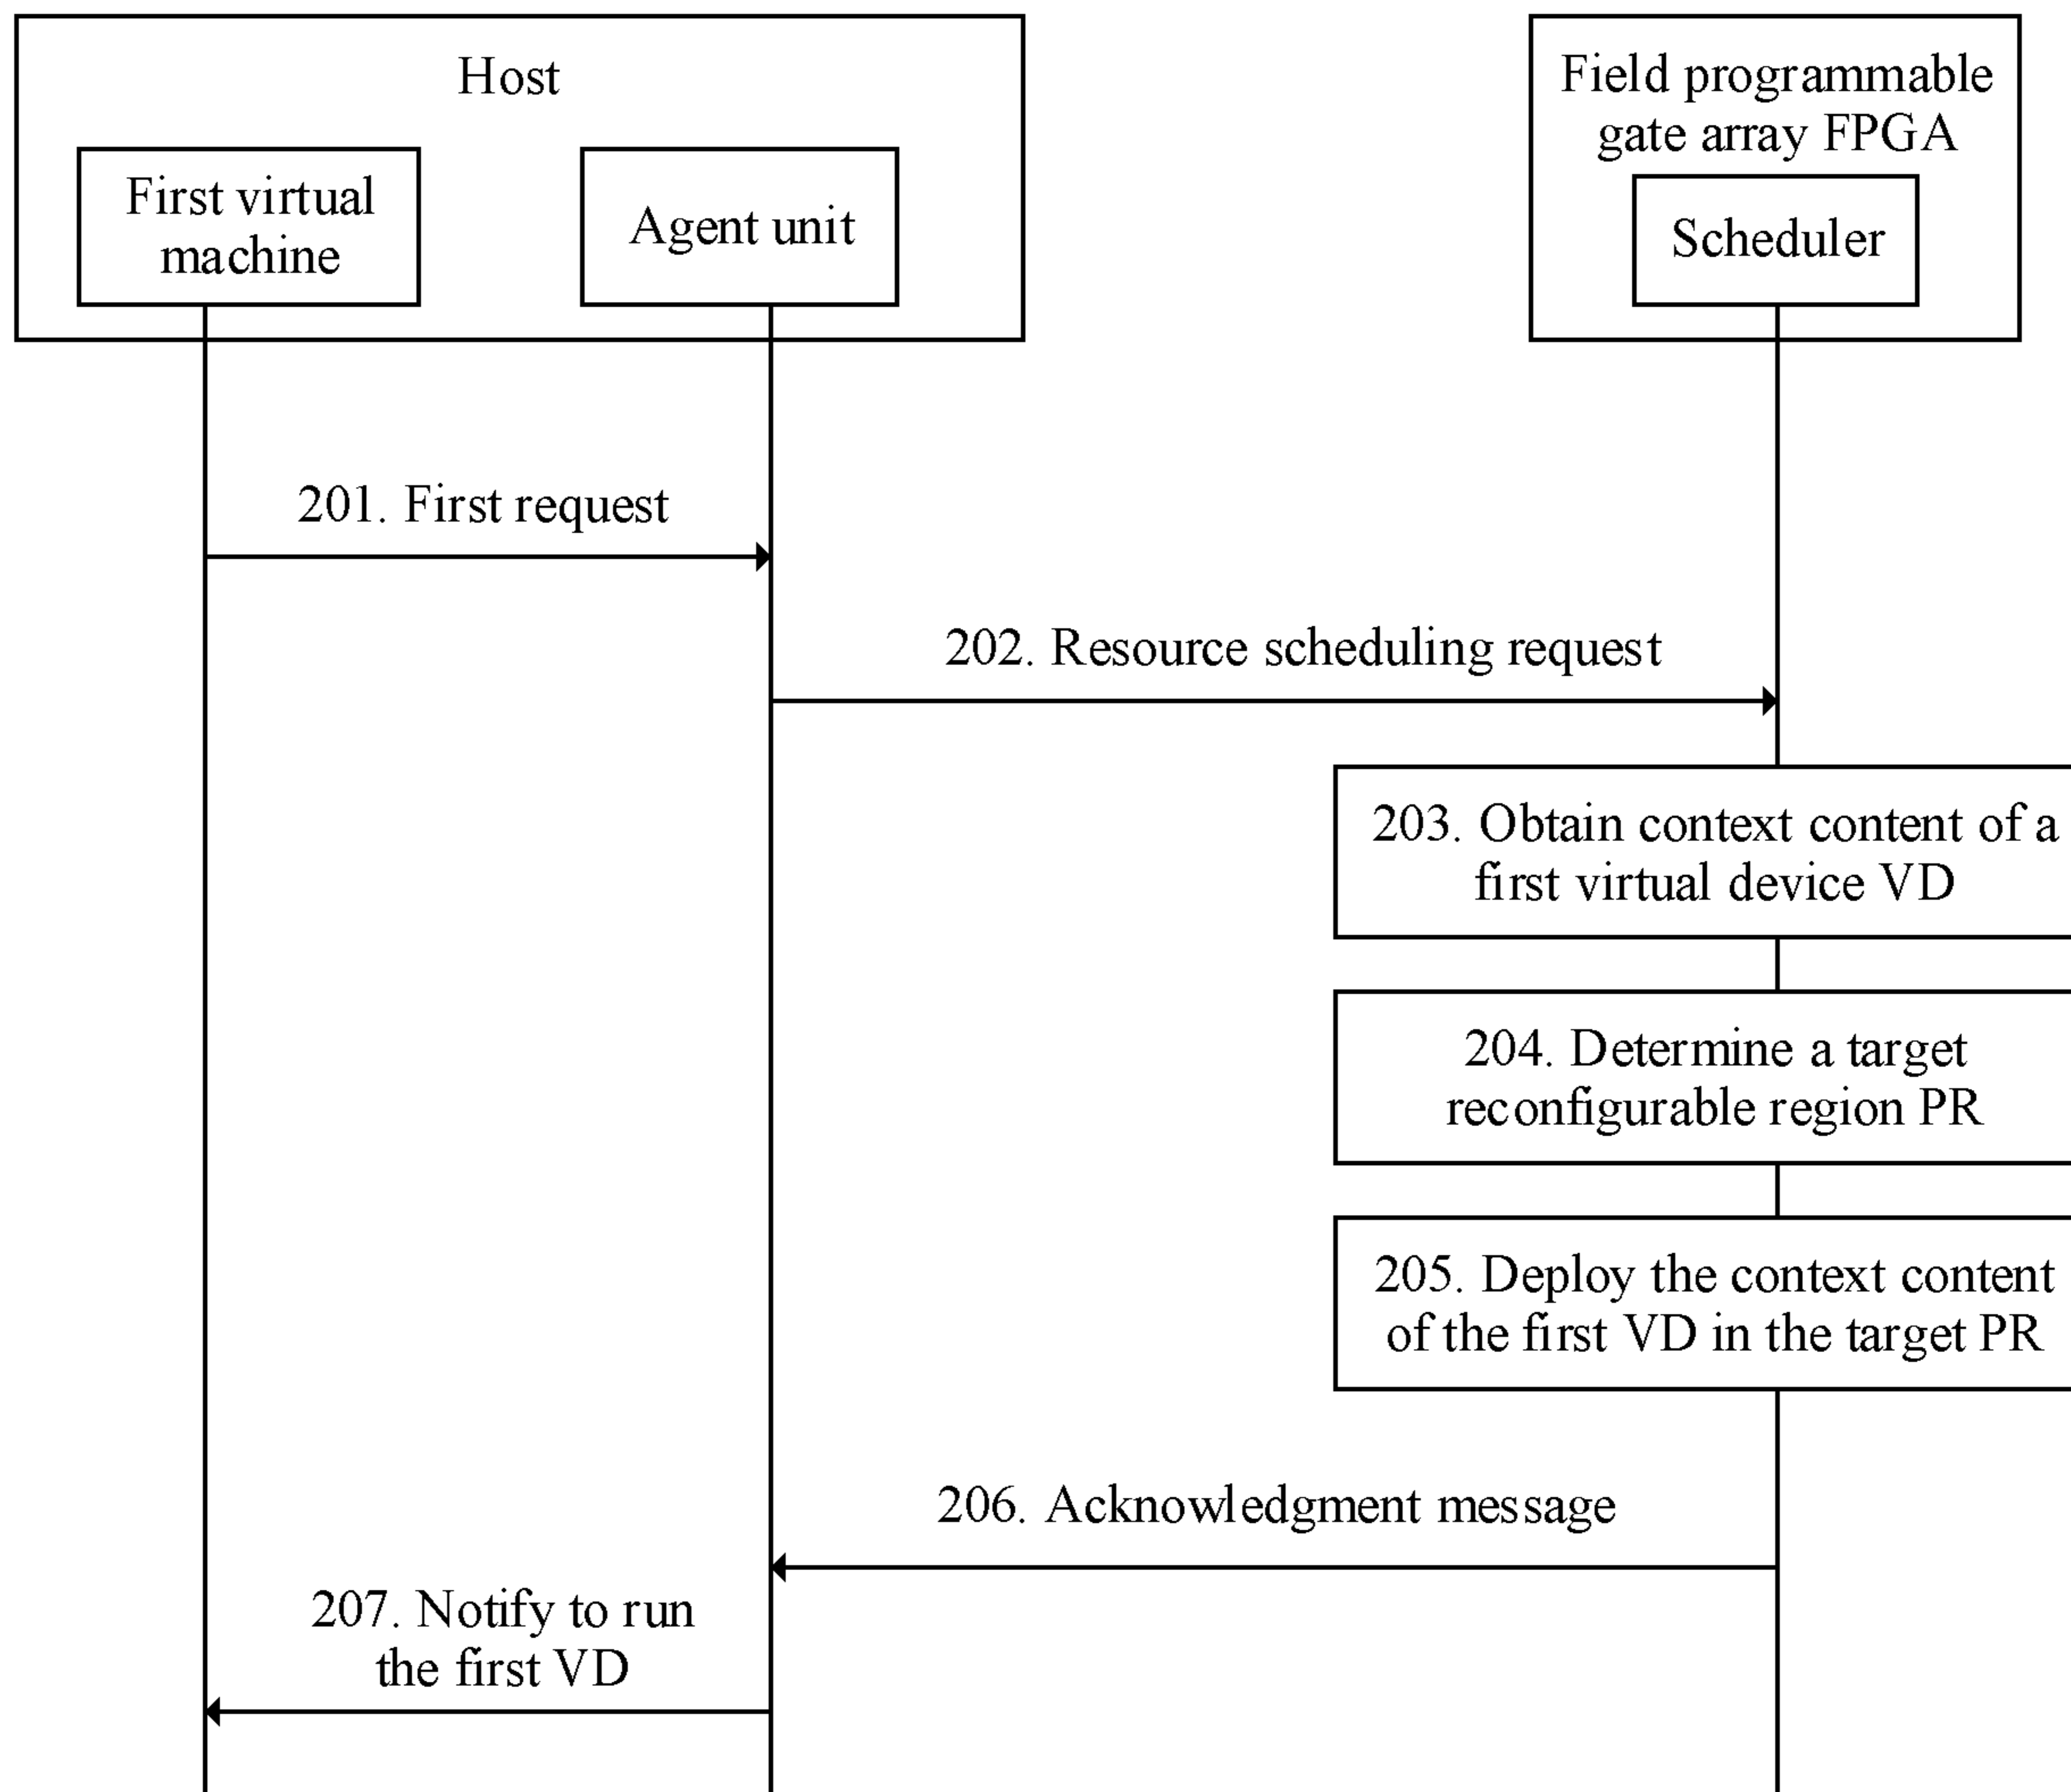 Host
First virtual
machine
Agent unit
Field programmable
gate array FPGA
Scheduler
201. First request
202. Resource scheduling request
203. Obtain context content of a
first virtual device VD
204. Determine a target
reconfigurable region PR
205. Deploy the context content
of the first VD in the target PR
206. Acknowledgment message
207. Notify to run
the first VD